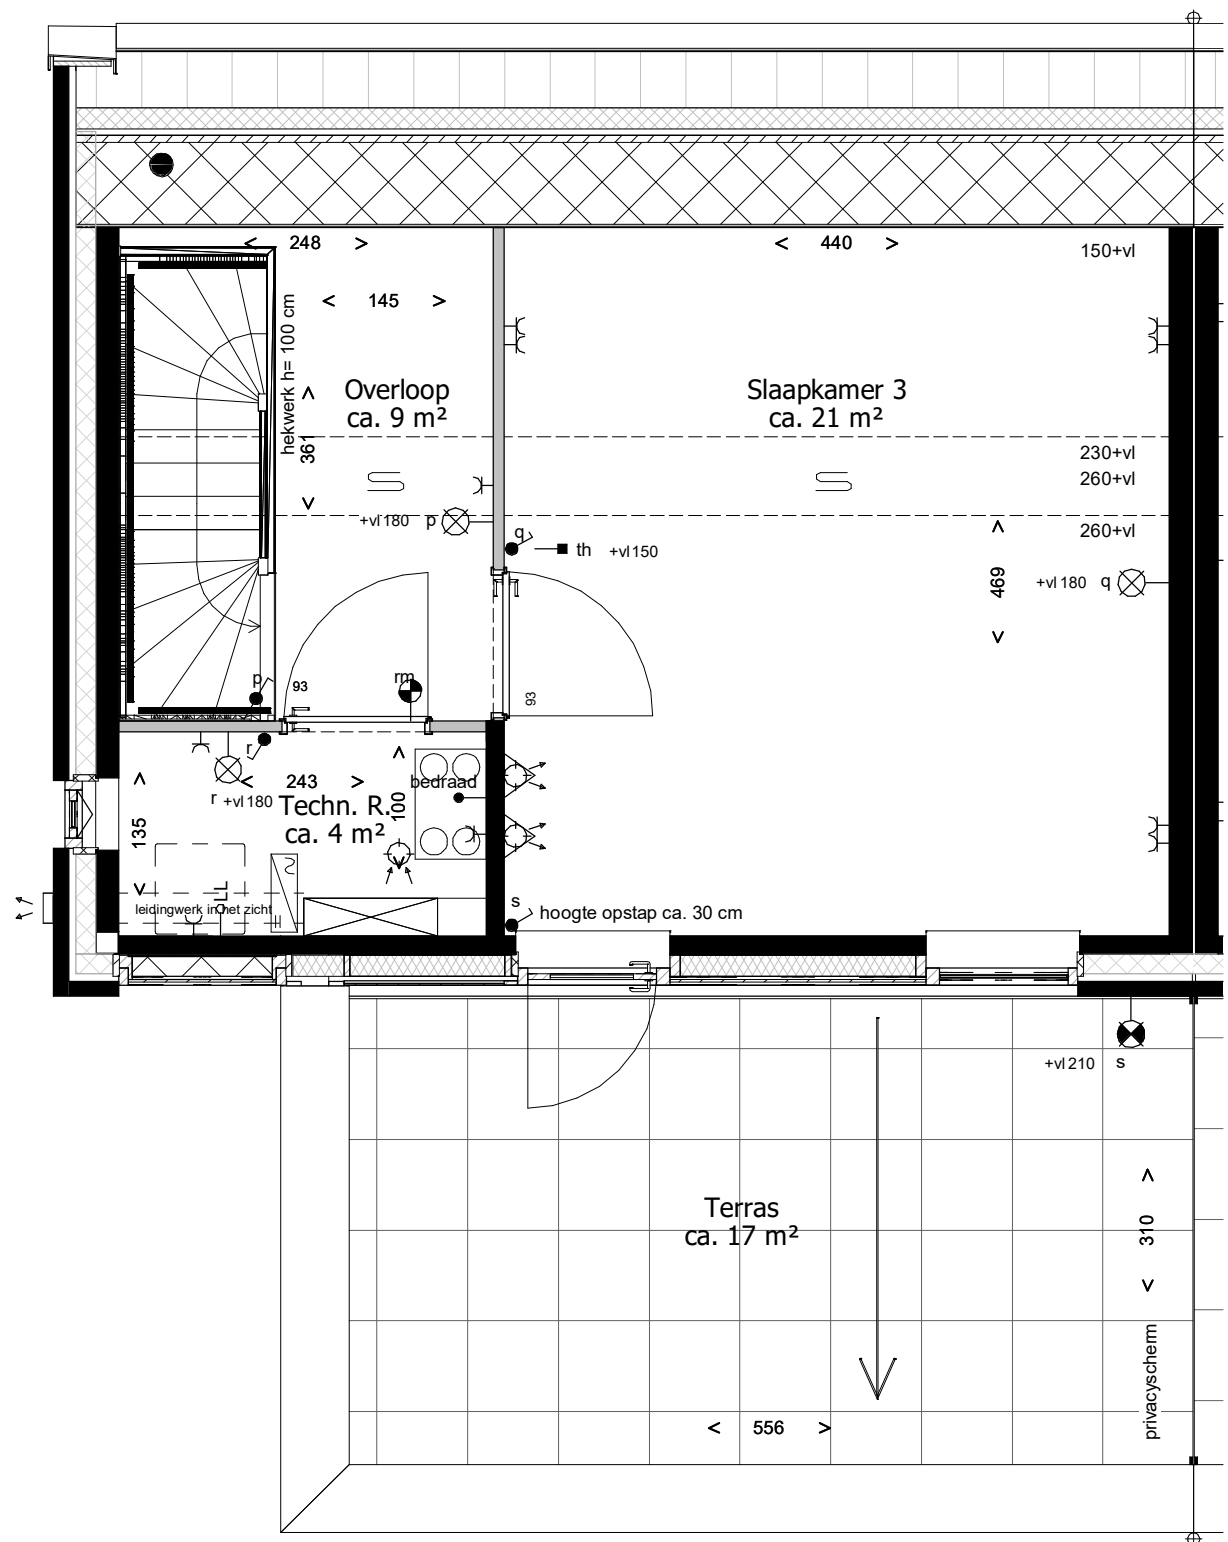 248
440
150+vl
145
hekwerk h= 100 cm
Overloop
ca. 9 m²
361
Slaapkamer 3
ca. 21 m²
230+vl
260+vl
+vl 180 p
q
th +vl 150
260+vl
469
+vl 180 q
p
93
rm
93
r
243
bedraad
r +vl 180
Techn. R.
ca. 4 m²
100
135
LL
leidingwerk in het zicht
s
hoogte opstap ca. 30 cm
+vl 210 s
Terras
ca. 17 m²
310
privacyscherm
556